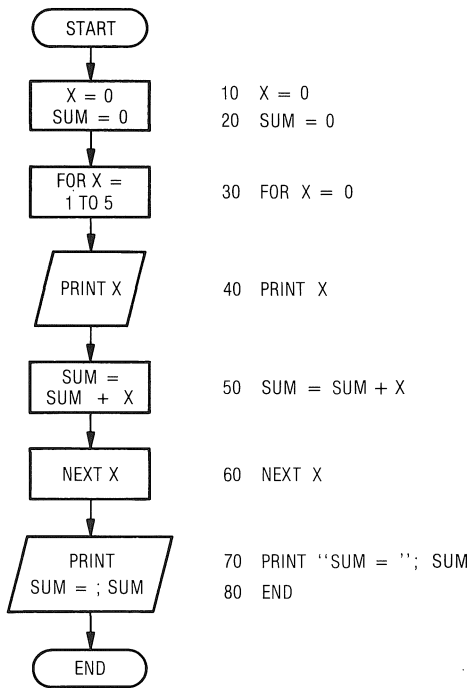 START
X = 0
SUM = 0
10 X = 0
20 SUM = 0
FOR X =
1 TO 5
30 FOR X = 0
PRINT X
40 PRINT X
SUM =
SUM + X
50 SUM = SUM + X
NEXT X
60 NEXT X
PRINT
SUM = ; SUM
70 PRINT ‘‘SUM = ’’; SUM
80 END
END